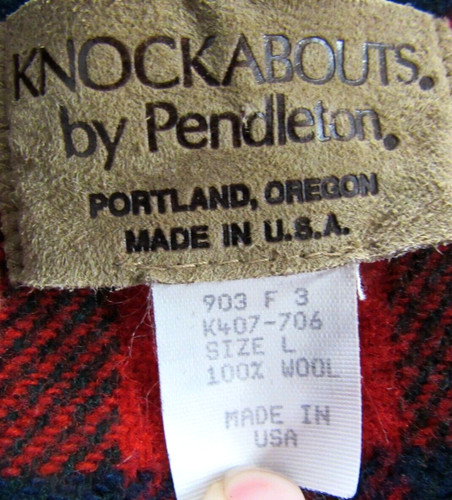 KNOCKABOUTS®
by Pendleton®
PORTLAND, OREGON
MADE IN U.S.A.
903 F 3
K407-706
SIZE L
100% WOOL
MADE IN
USA